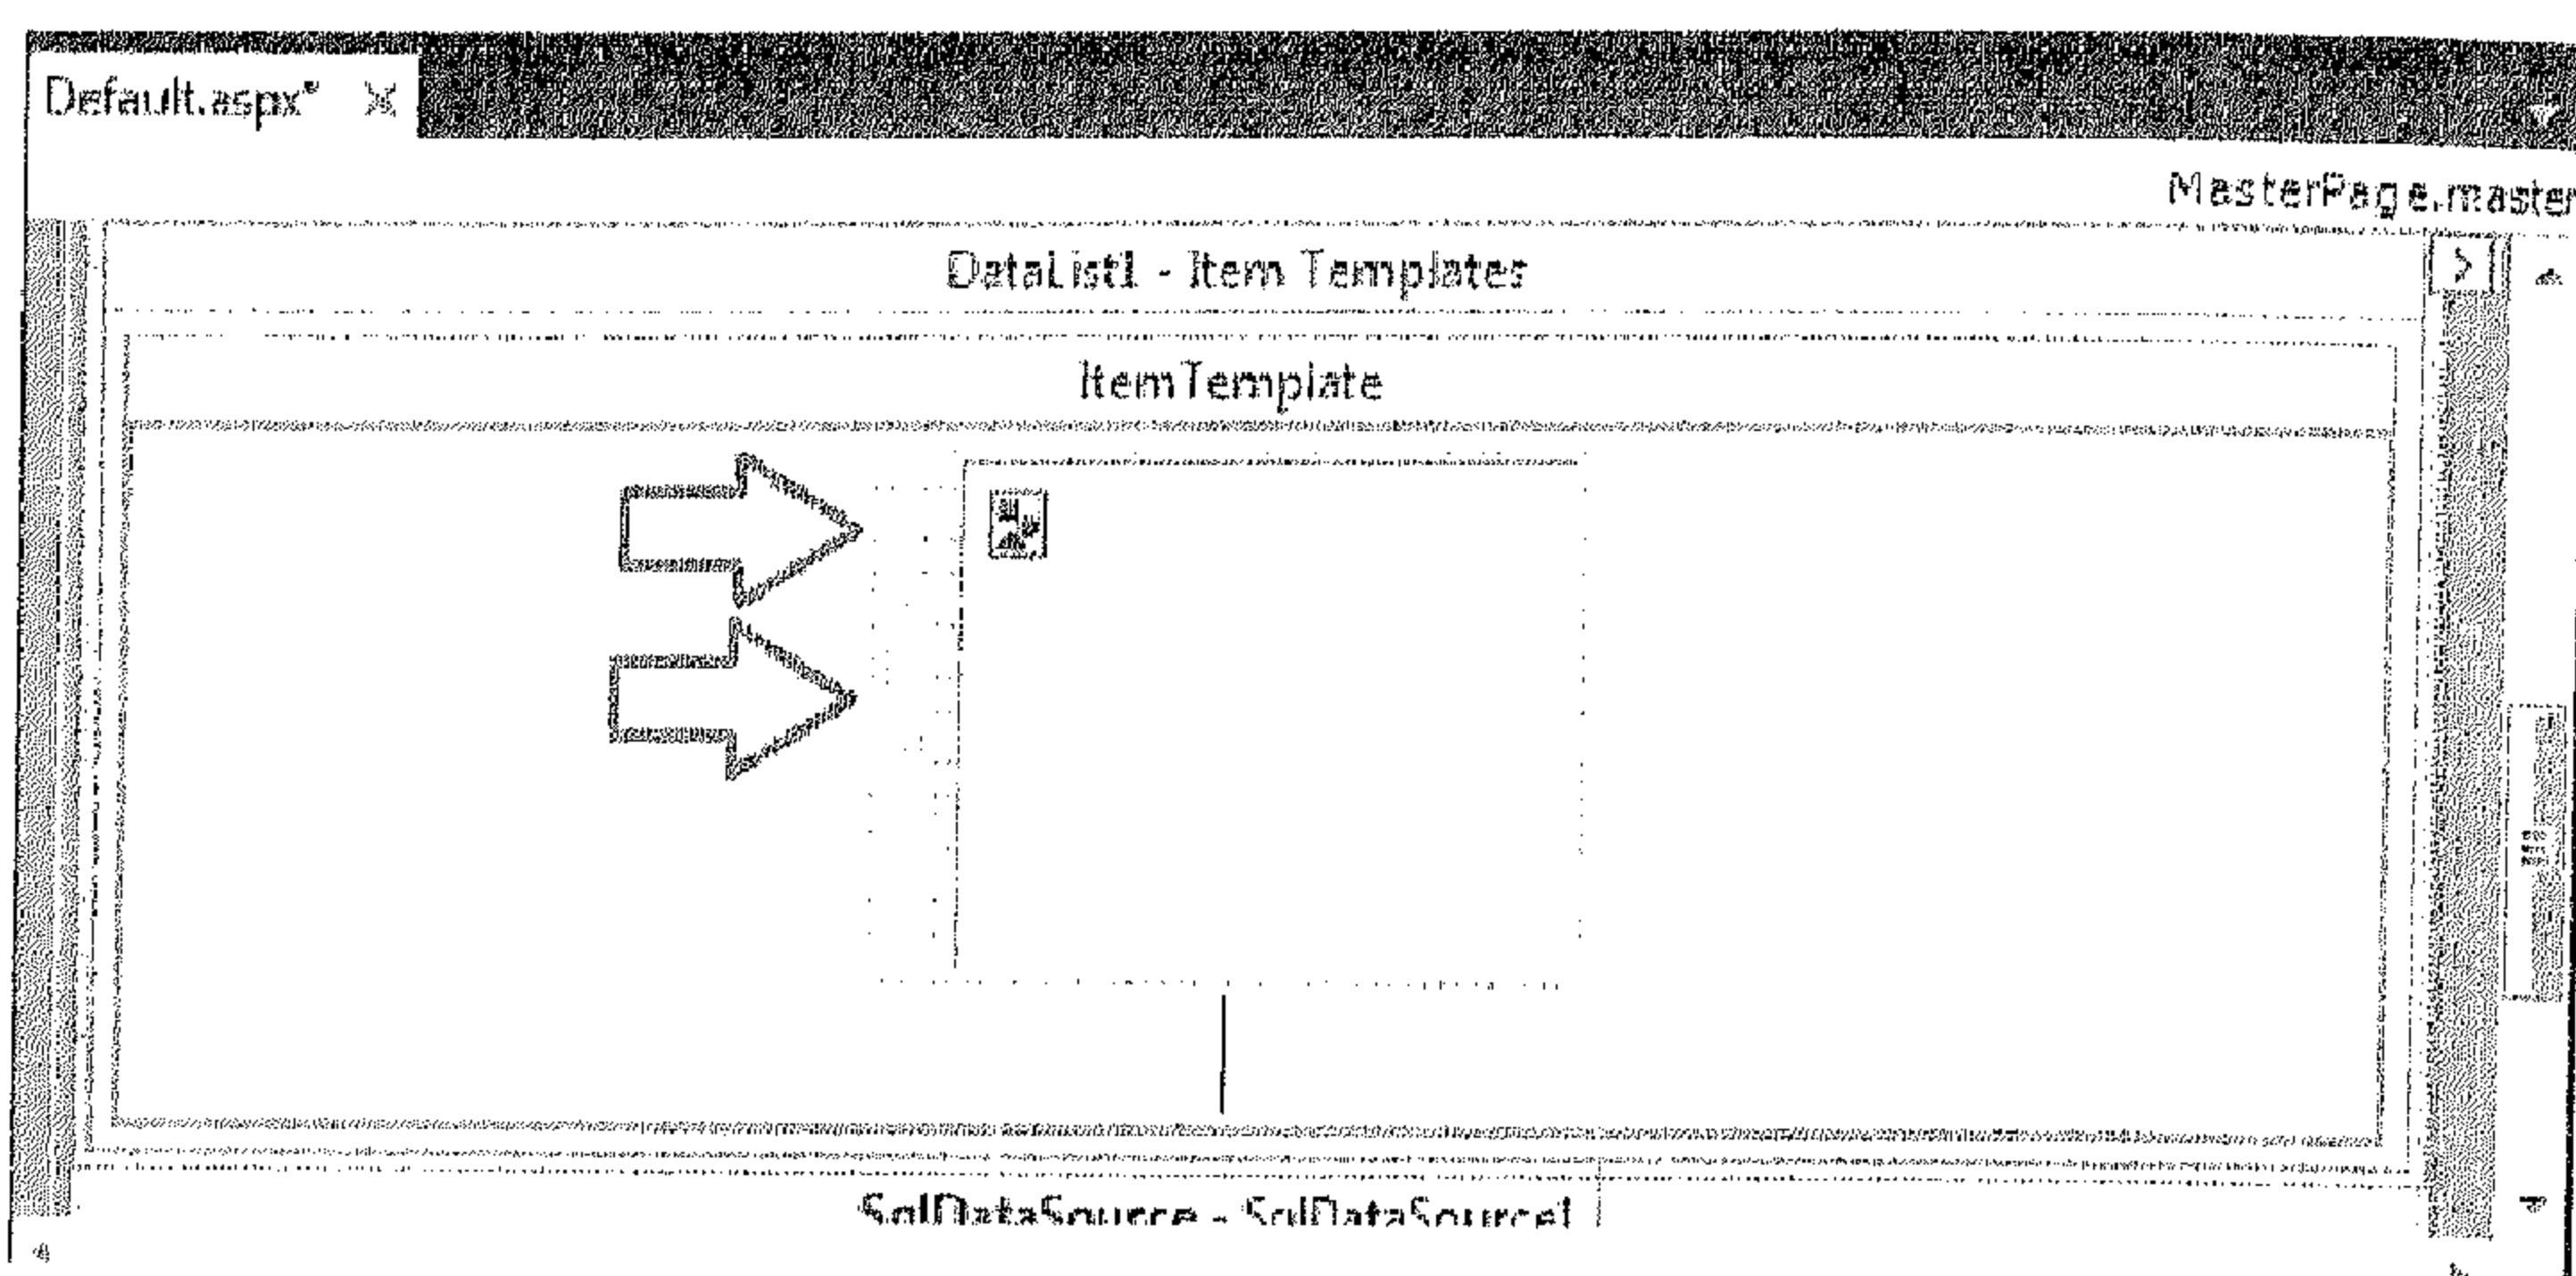 Default.aspx*
MasterPage.master
DataList1 - Item Templates
ItemTemplate
SqlDataSource - SqlDataSource1